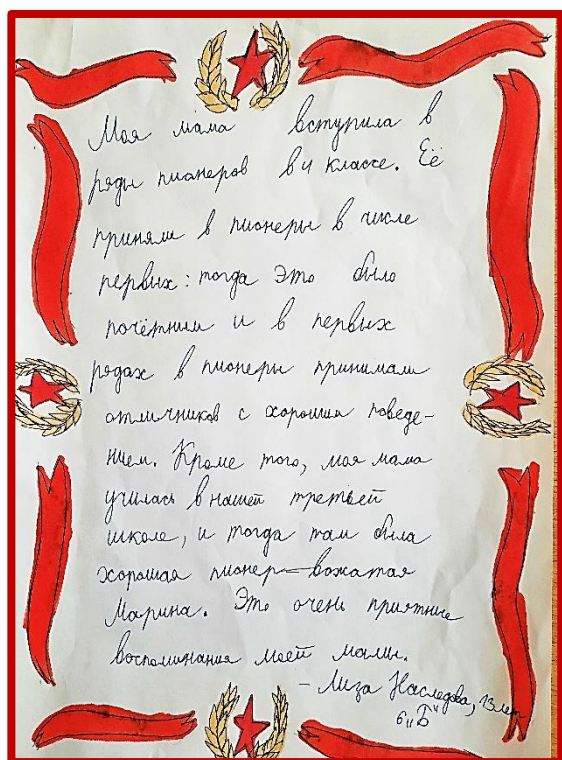 Моя мама вступила в
ряды пионеров в 4 классе. Её
приняли в пионеры в числе
первых: тогда это было
почётным и в первых
рядах в пионеры принимали
отличников с хорошим поведе-
нием. Кроме того, моя мама
училась в нашей третьей
школе, и тогда там была
хорошая пионер-вожатая
Марина. Это очень приятные
воспоминания моей мамы.
- Лиза Наследова, 13 лет
6 „Б"